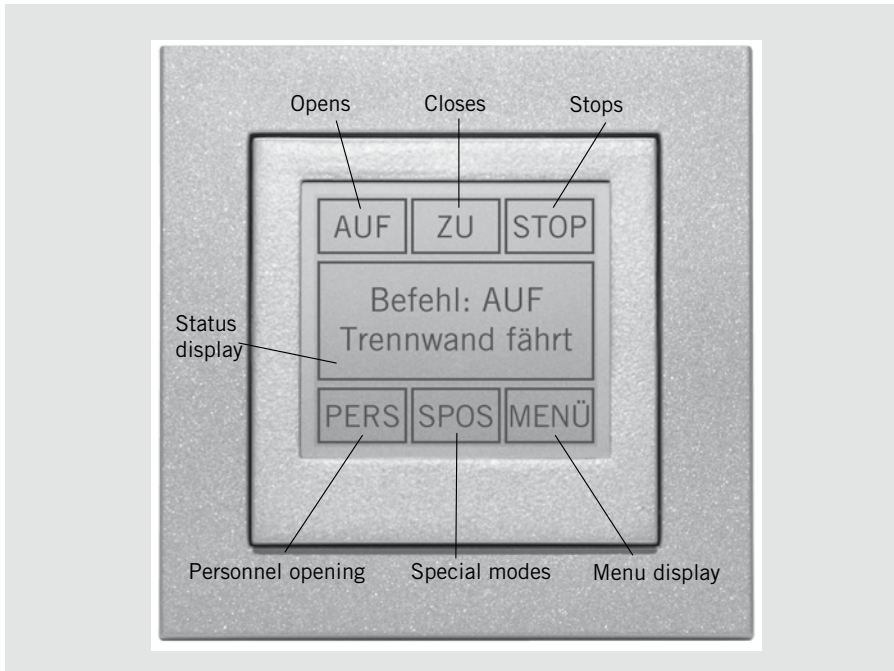 Opens Closes Stops
AUF ZU STOP
Befehl: AUF
Trennwand fährt
Status
display
PERS SPOS MENÜ
Personnel opening Special modes Menu display